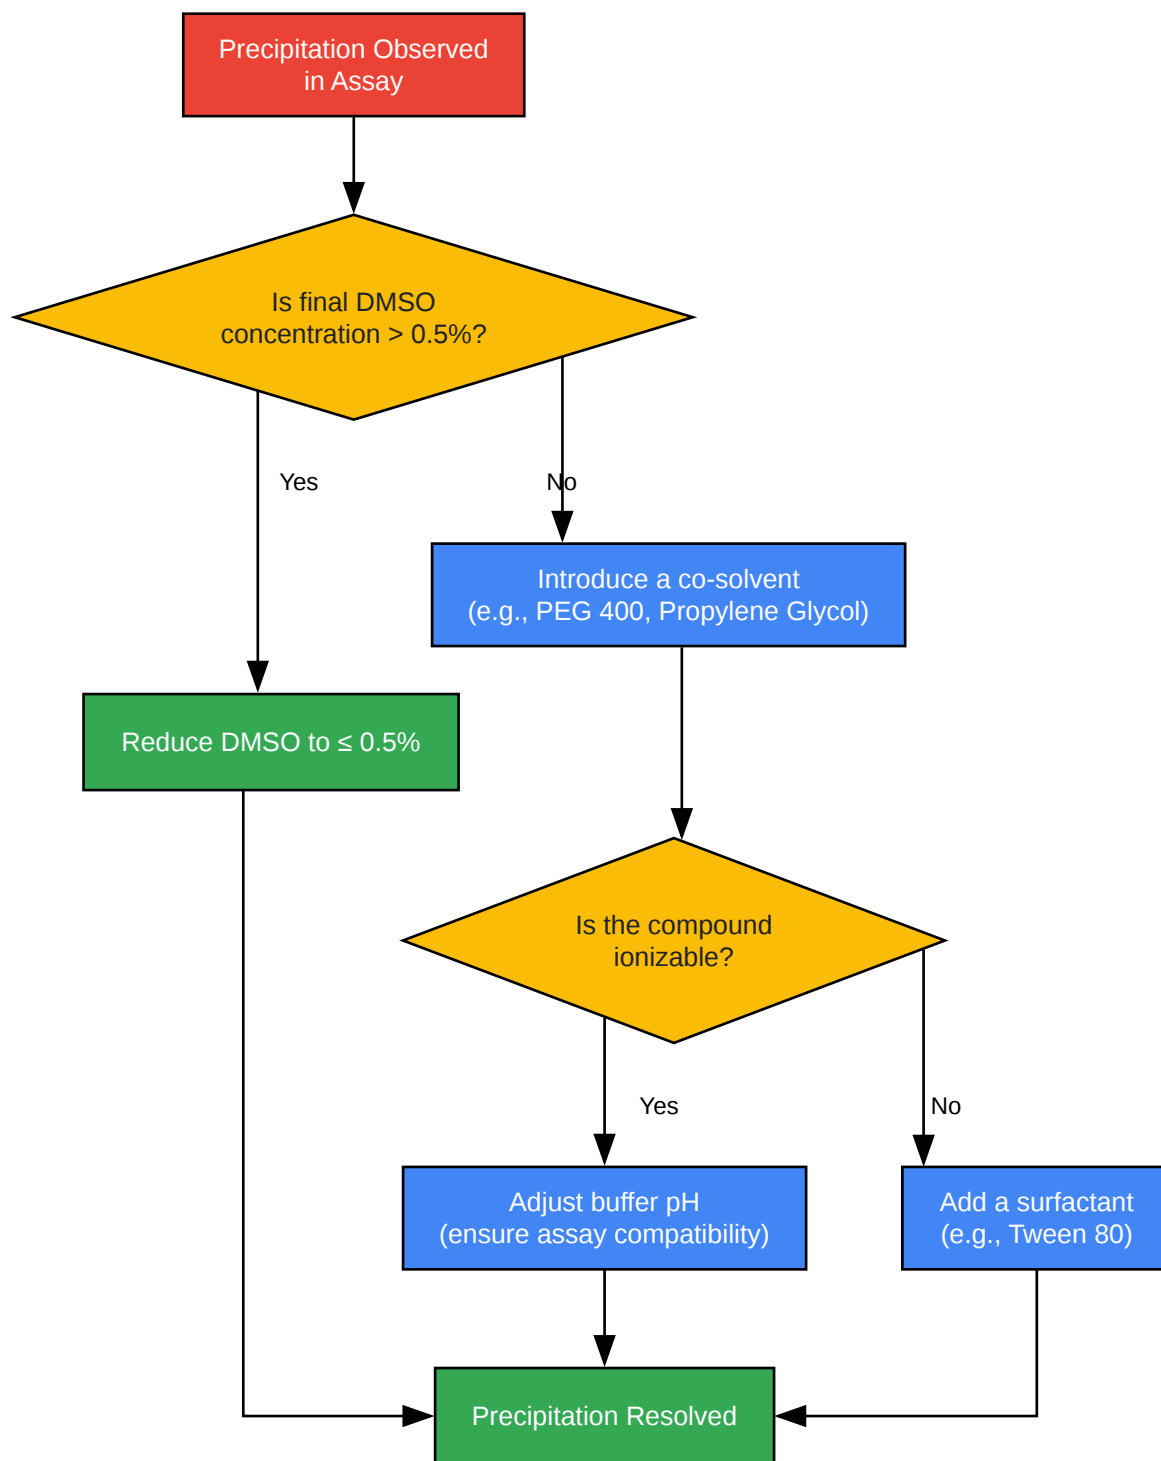 Precipitation Observed
in Assay
Is final DMSO
concentration > 0.5%?
Yes
No
Introduce a co-solvent
(e.g., PEG 400, Propylene Glycol)
Reduce DMSO to ≤ 0.5%
Is the compound
ionizable?
Yes
No
Adjust buffer pH
(ensure assay compatibility)
Add a surfactant
(e.g., Tween 80)
Precipitation Resolved